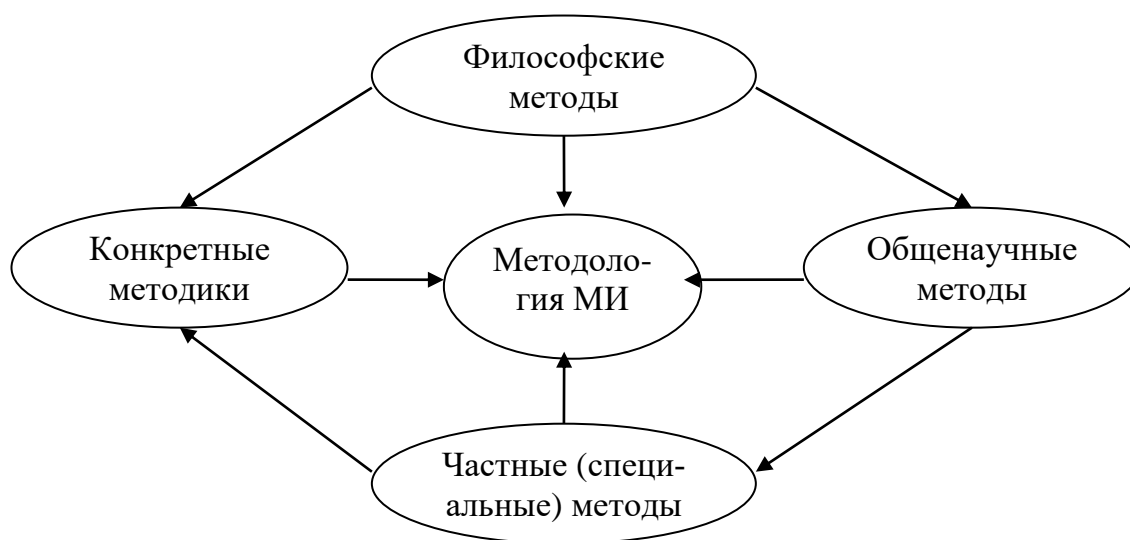 Философские
методы
Конкретные
методики
Методоло-
гия МИ
Общенаучные
методы
Частные (специ-
альные) методы